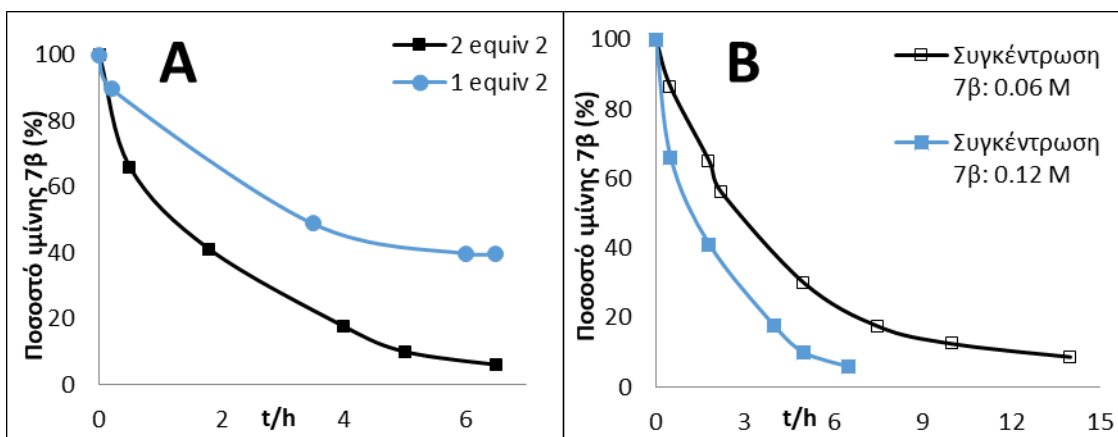 A
2 equiv 2
1 equiv 2
Ποσοστό ιμίνης 7β (%)
100
80
60
40
20
0
0
2
t/h
4
6
B
Συγκέντρωση
7β: 0.06 M
Συγκέντρωση
7β: 0.12 M
Ποσοστό ιμίνης 7β (%)
100
80
60
40
20
0
0
3
t/h
6
9
12
15